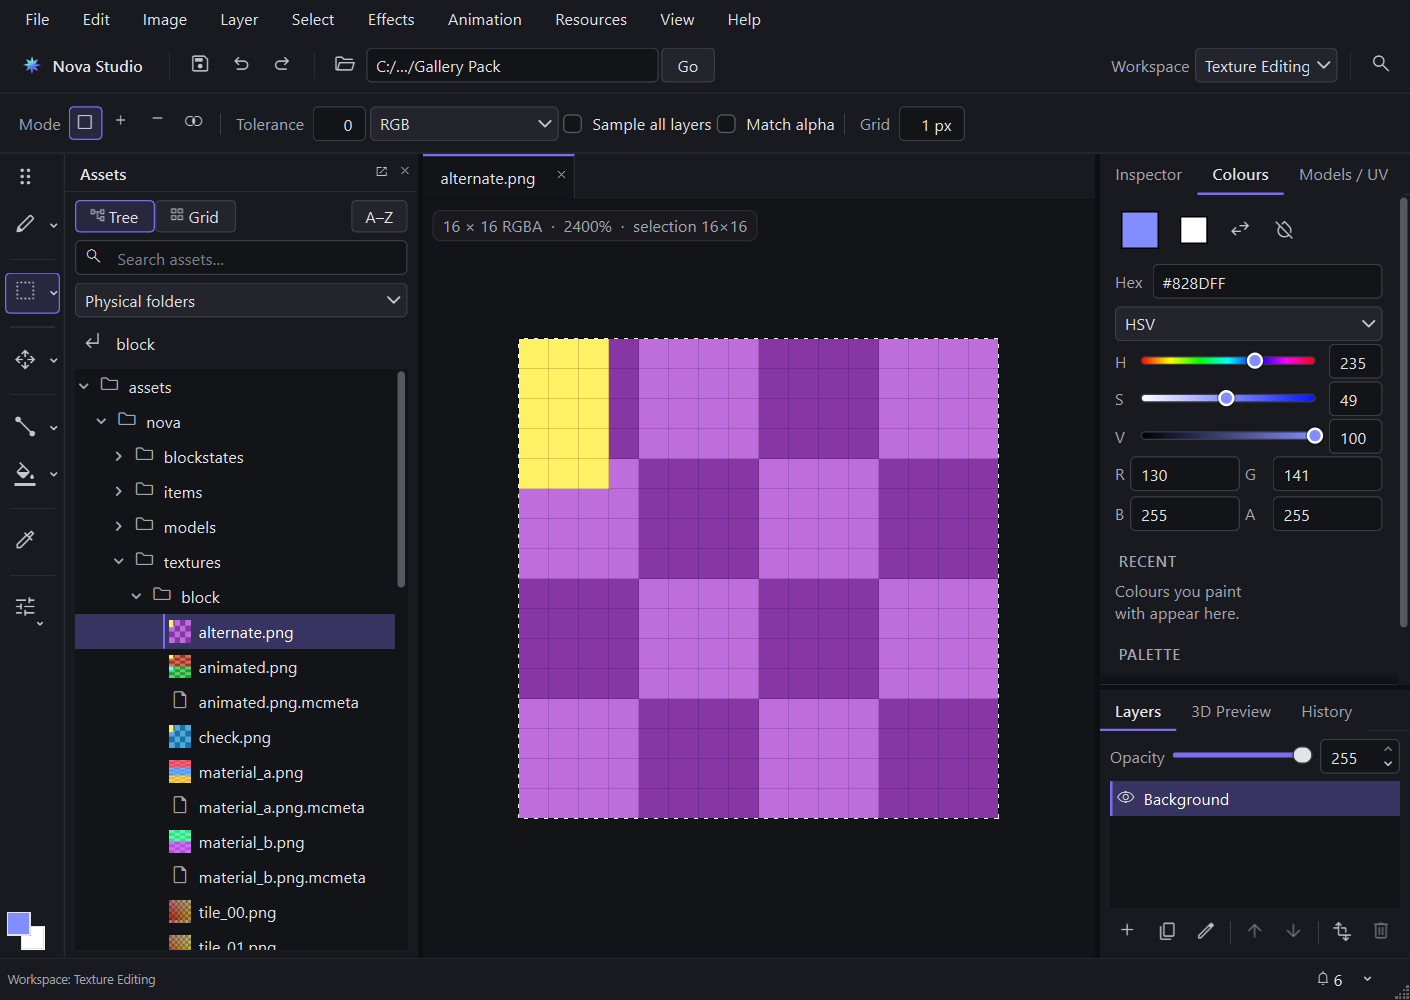 File Edit Image Layer Select Effects Animation Resources View Help
Nova Studio C:/.../Gallery Pack Go Workspace Texture Editing
Mode Tolerance 0 RGB Sample all layers Match alpha Grid 1 px
Assets
Tree Grid A–Z
Search assets...
Physical folders
block
assets
nova
blockstates
items
models
textures
block
alternate.png
animated.png
animated.png.mcmeta
check.png
material_a.png
material_a.png.mcmeta
material_b.png
material_b.png.mcmeta
tile_00.png
tile_01.png
alternate.png
16 × 16 RGBA · 2400% · selection 16×16
Inspector Colours Models / UV
Hex #828DFF
HSV
H 235
S 49
V 100
R 130 G 141
B 255 A 255
RECENT
Colours you paint
with appear here.
PALETTE
Layers 3D Preview History
Opacity 255
Background
Workspace: Texture Editing 6